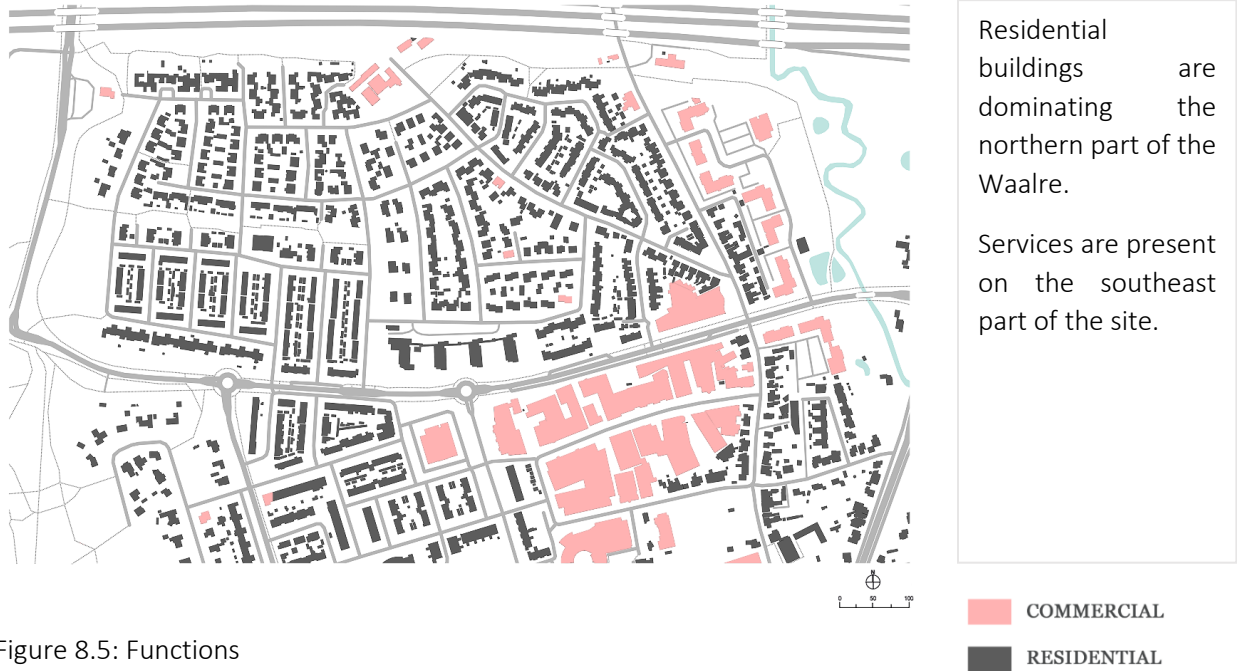 Residential
buildings are
dominating the
northern part of the
Waalre.
Services are present
on the southeast
part of the site.
N
0 50 100
COMMERCIAL
RESIDENTIAL
Figure 8.5: Functions